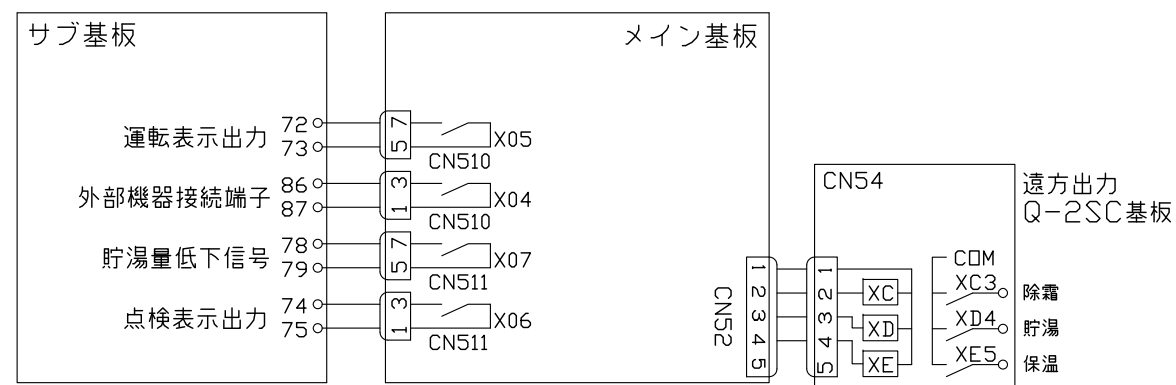 サブ基板
メイン基板
運転表示出力
72
73
7
5
X05
CN510
外部機器接続端子
86
87
3
1
X04
CN510
貯湯量低下信号
78
79
7
5
X07
CN511
点検表示出力
74
75
3
1
X06
CN511
CN52
1
2
3
4
5
CN54
1
2
3
4
5
XC
XD
XE
COM
XC3
除霜
XD4
貯湯
XE5
保温
遠方出力
Q-2SC基板